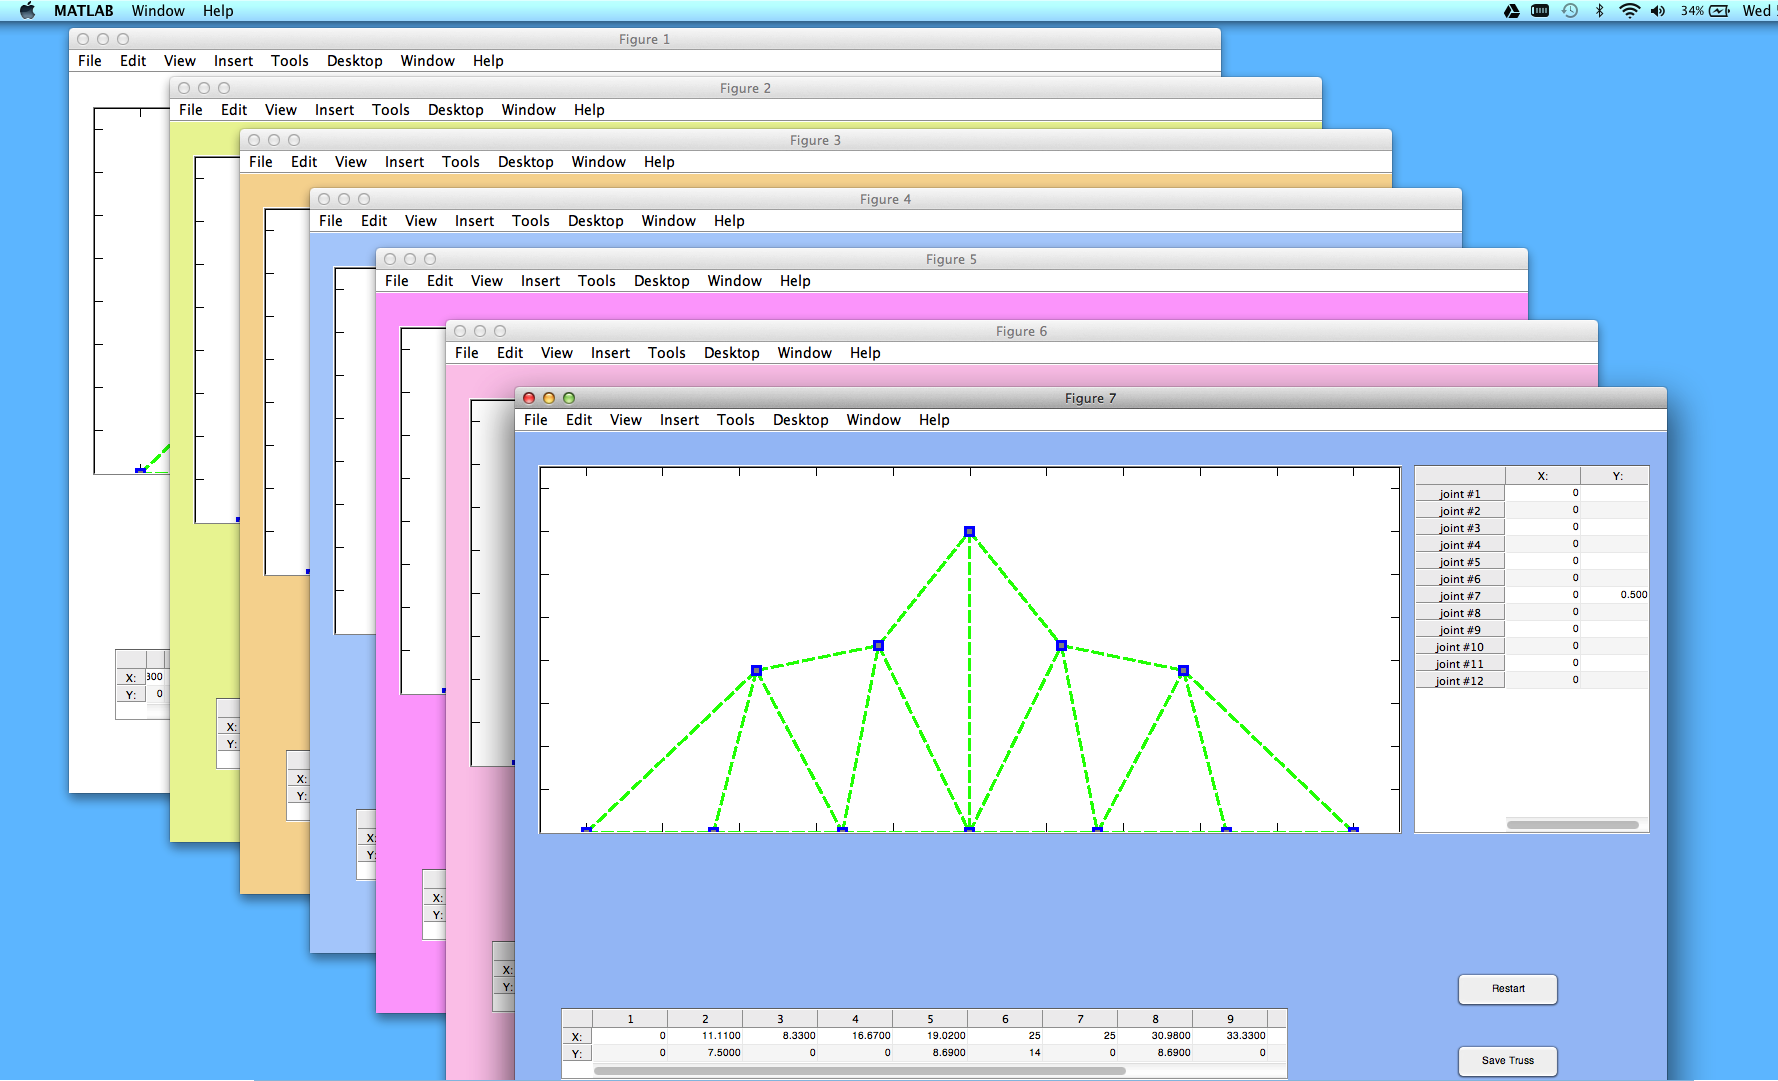 MATLAB Window Help 34% Wed
Figure 1
File Edit View Insert Tools Desktop Window Help
Figure 2
File Edit View Insert Tools Desktop Window Help
Figure 3
File Edit View Insert Tools Desktop Window Help
Figure 4
File Edit View Insert Tools Desktop Window Help
Figure 5
File Edit View Insert Tools Desktop Window Help
Figure 6
File Edit View Insert Tools Desktop Window Help
Figure 7
File Edit View Insert Tools Desktop Window Help
X: Y:
joint #1 0
joint #2 0
joint #3 0
joint #4 0
joint #5 0
joint #6 0
joint #7 0 0.500
joint #8 0
joint #9 0
joint #10 0
joint #11 0
joint #12 0
X: 300
Y: 0
X:
Y:
X:
Y:
X:
Y:
X:
Y:
X:
Y:
Restart
1 2 3 4 5 6 7 8 9
X: 0 11.1100 8.3300 16.6700 19.0200 25 25 30.9800 33.3300
Y: 0 7.5000 0 0 8.6900 14 0 8.6900 0
Save Truss